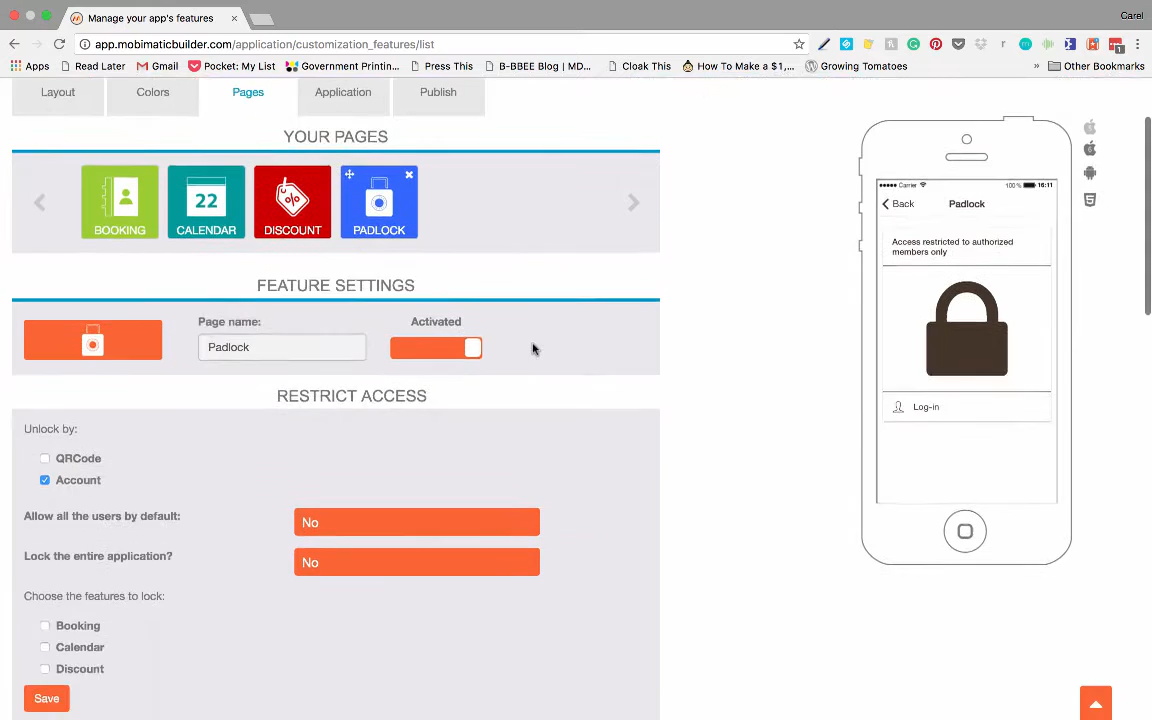 Manage your app's features
Carel
app.mobimaticbuilder.com/application/customization_features/list
Apps Read Later Gmail Pocket: My List Government Printin... Press This B-BBEE Blog | MD... Cloak This How To Make a $1,... Growing Tomatoes » Other Bookmarks
Layout Colors Pages Application Publish
YOUR PAGES
BOOKING 22 CALENDAR DISCOUNT PADLOCK
FEATURE SETTINGS
Page name: Activated
Padlock
RESTRICT ACCESS
Unlock by:
QRCode
Account
Allow all the users by default: No
Lock the entire application? No
Choose the features to lock:
Booking
Calendar
Discount
Save
Carrier 100 % 16:11
Back Padlock
Access restricted to authorized
members only
Log-in